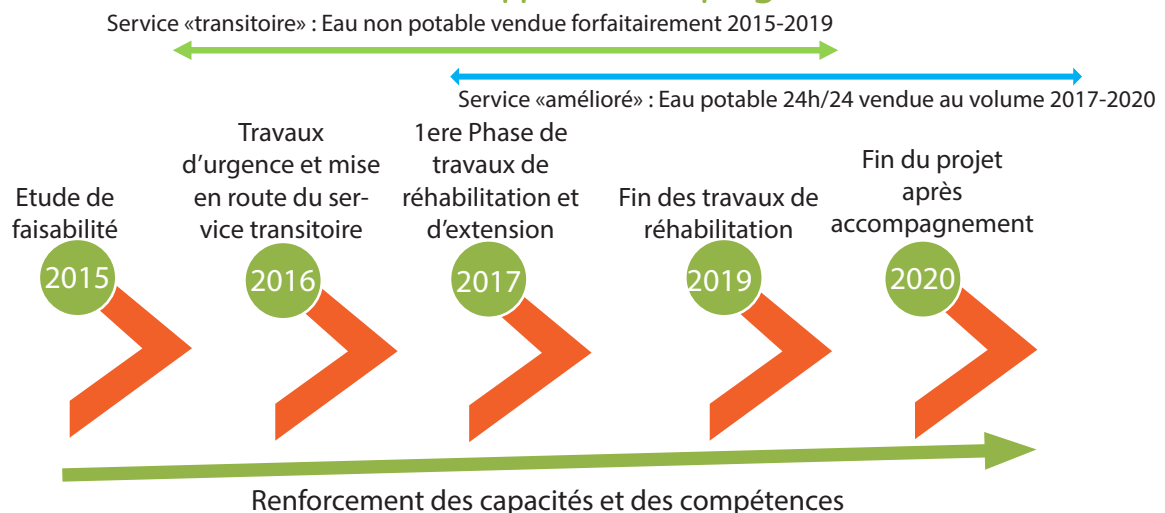 Service «transitoire» : Eau non potable vendue forfaitairement 2015-2019
Service «amélioré» : Eau potable 24h/24 vendue au volume 2017-2020
Etude de
faisabilité
2015
Travaux
d’urgence et mise
en route du ser-
vice transitoire
2016
1ere Phase de
travaux de
réhabilitation et
d’extension
2017
Fin des travaux de
réhabilitation
2019
Fin du projet
après
accompagnement
2020
Renforcement des capacités et des compétences